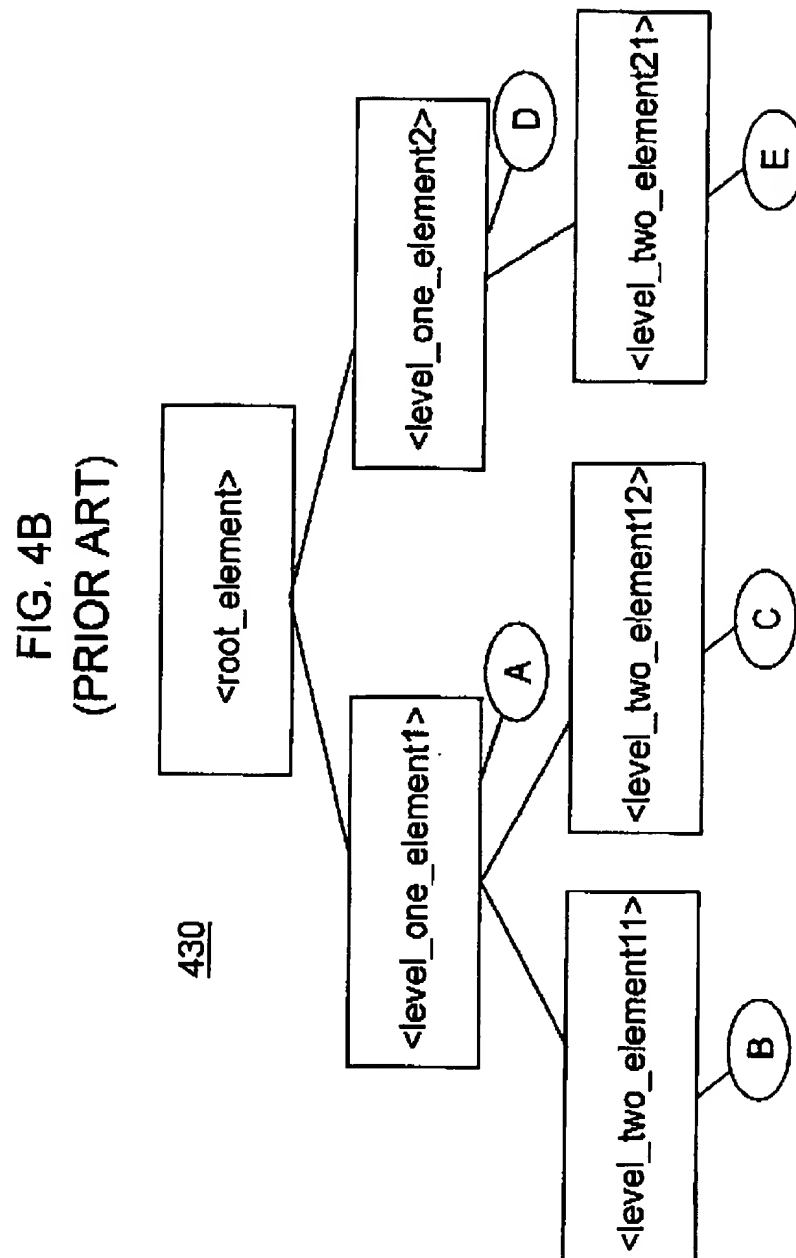 FIG. 4B
(PRIOR ART)
430
<root_element>
<level_one_element1>
<level_one_element2>
A
D
<level_two_element11>
<level_two_element12>
<level_two_element21>
B
C
E